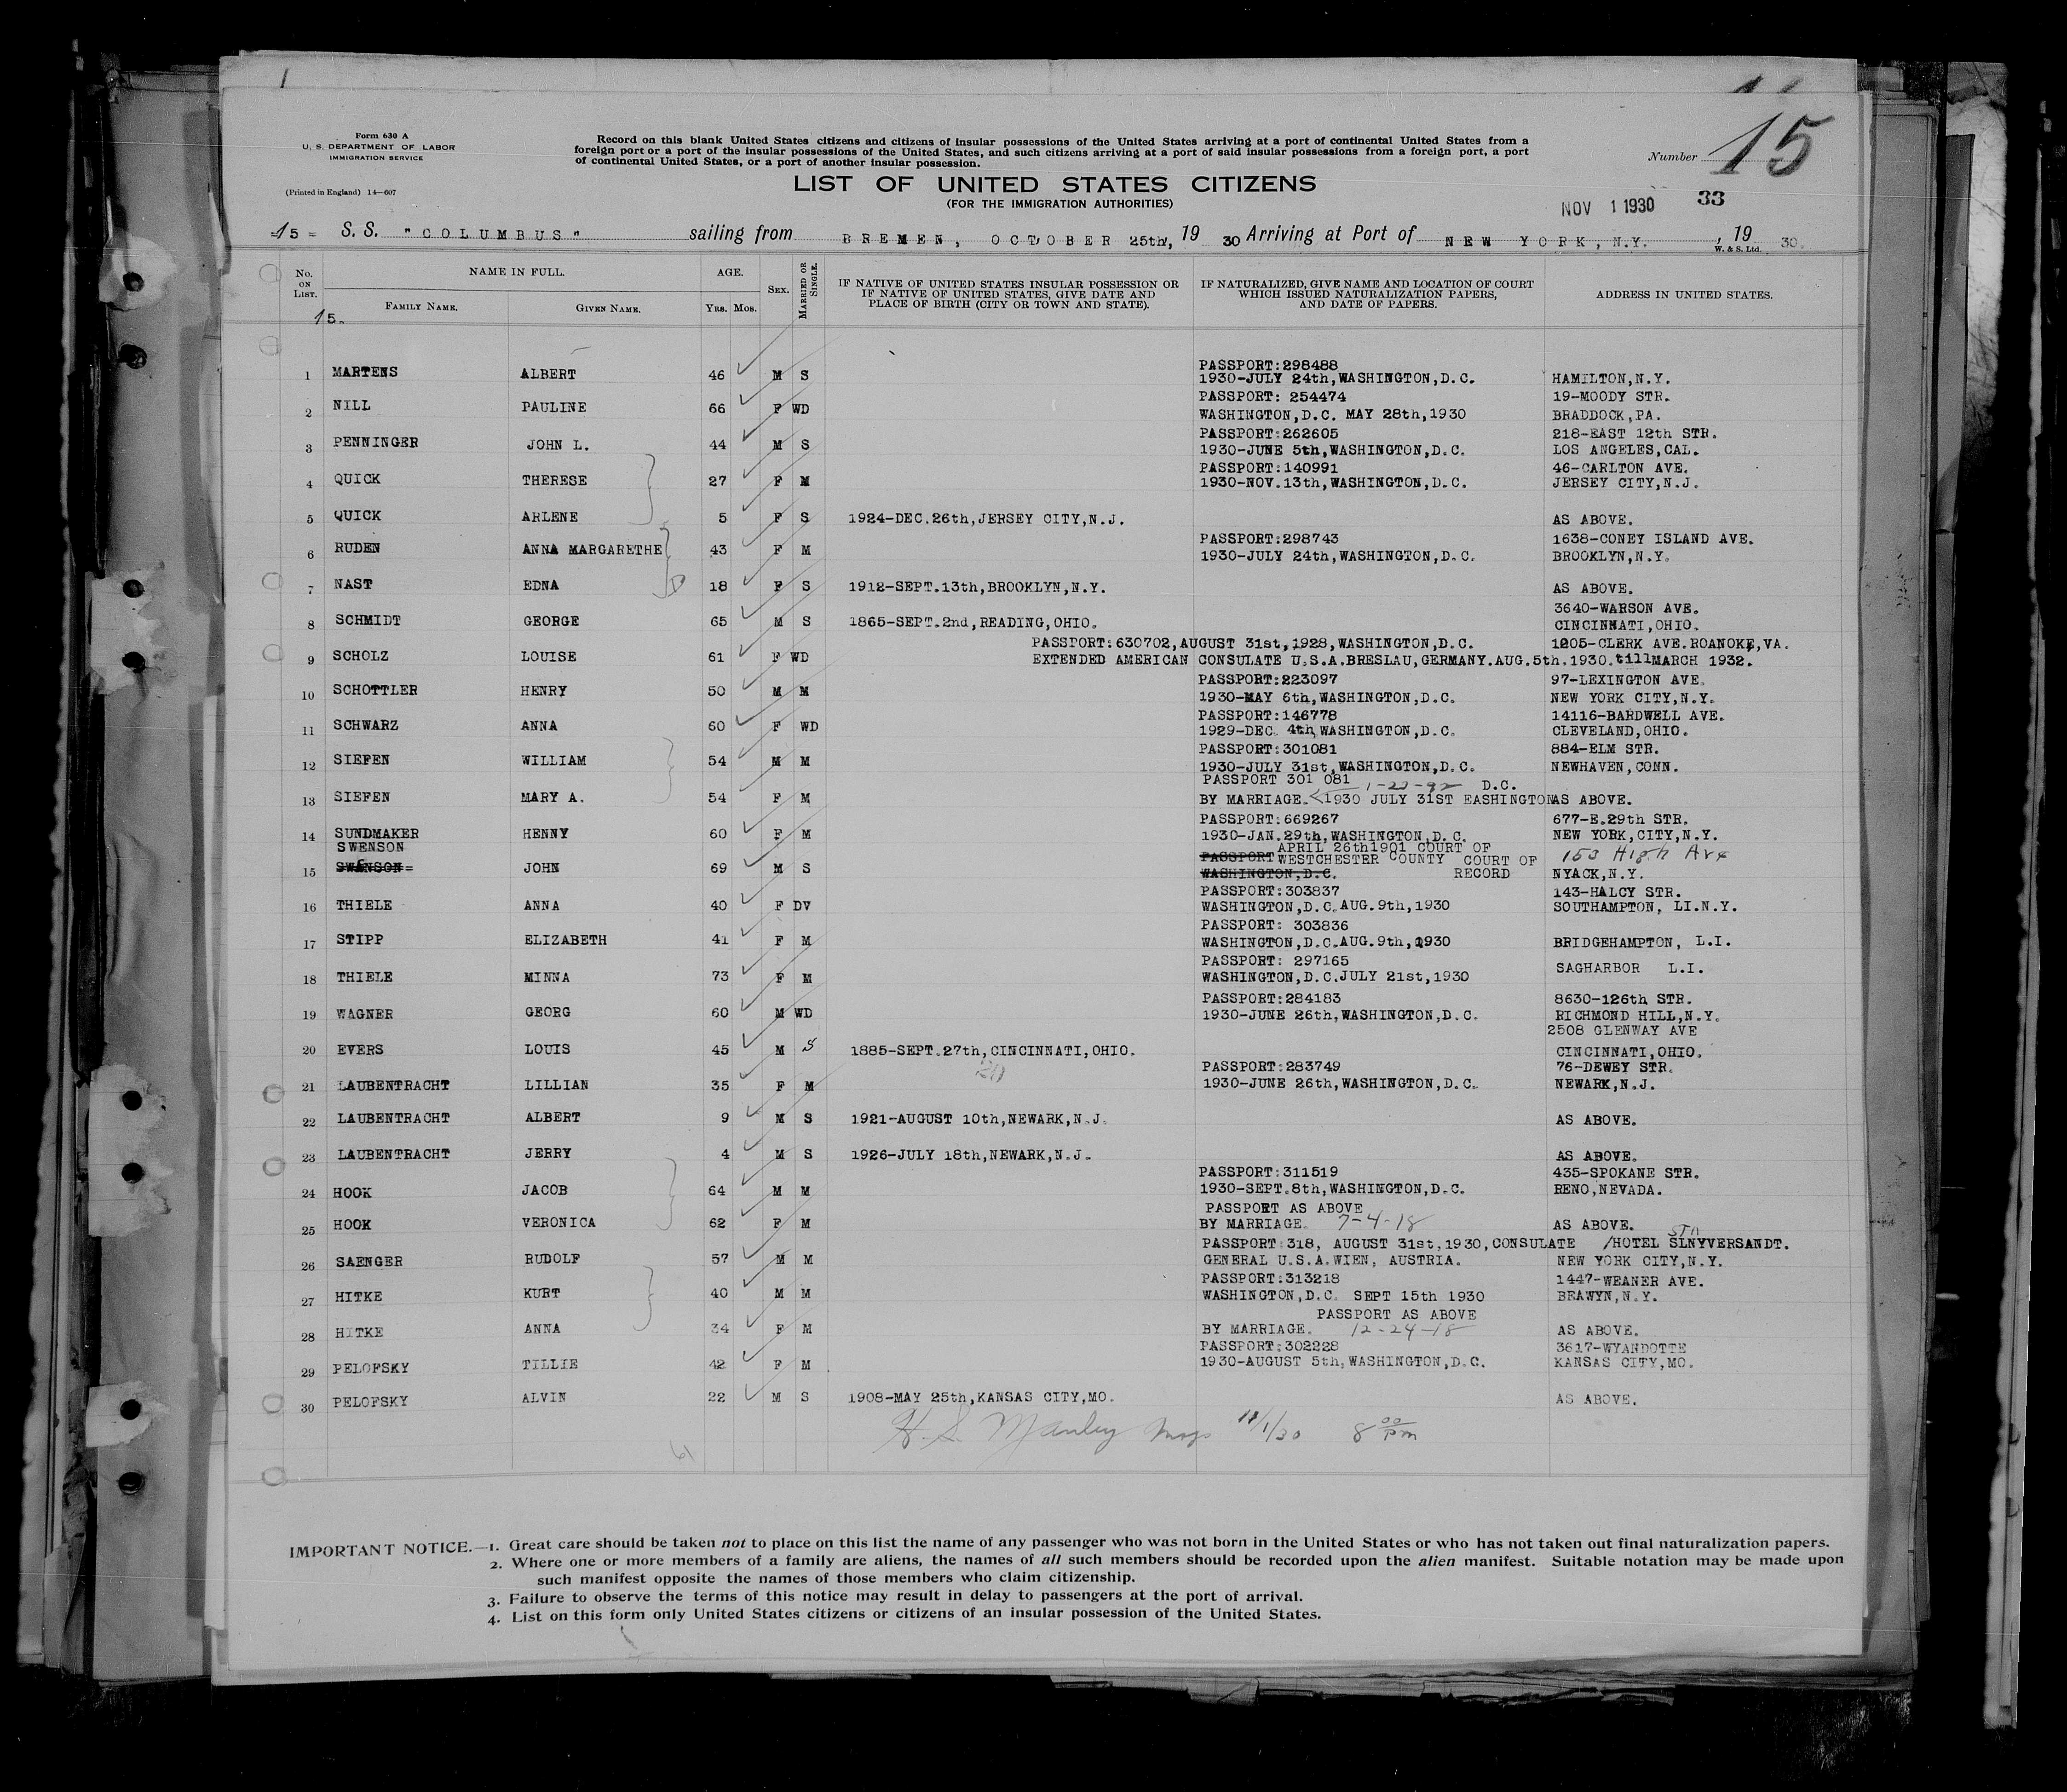 1
Form 630 A
U. S. DEPARTMENT OF LABOR
IMMIGRATION SERVICE
(Printed in England) 14—607
Record on this blank United States citizens and citizens of insular possessions of the United States arriving at a port of continental United States from a
foreign port or a port of the insular possessions of the United States, and such citizens arriving at a port of said insular possessions from a foreign port, a port
of continental United States, or a port of another insular possession.
Number 15
LIST OF UNITED STATES CITIZENS
(FOR THE IMMIGRATION AUTHORITIES)
NOV 1 1930 33
15 S. S. "COLUMBUS" sailing from BREMEN, OCTOBER 25th, 19 30 Arriving at Port of NEW YORK, N.Y. , 19 30.
W. & S. Ltd.
No. ON LIST. NAME IN FULL. FAMILY NAME. GIVEN NAME. AGE. YRS. MOS. SEX. MARRIED OR SINGLE. IF NATIVE OF UNITED STATES INSULAR POSSESSION OR IF NATIVE OF UNITED STATES, GIVE DATE AND PLACE OF BIRTH (CITY OR TOWN AND STATE). IF NATURALIZED, GIVE NAME AND LOCATION OF COURT WHICH ISSUED NATURALIZATION PAPERS, AND DATE OF PAPERS. ADDRESS IN UNITED STATES.
15.
PASSPORT:298488
1 MARTENS ALBERT 46 M S 1930-JULY 24th,WASHINGTON,D.C. HAMILTON,N.Y.
PASSPORT: 254474 19-MOODY STR.
2 NILL PAULINE 66 F WD WASHINGTON,D.C. MAY 28th,1930 BRADDOCK,PA.
PASSPORT:262605 218-EAST 12th STR.
3 PENNINGER JOHN L. 44 M S 1930-JUNE 5th,WASHINGTON,D.C. LOS ANGELES,CAL.
PASSPORT:140991 46-CARLTON AVE.
4 QUICK THERESE 27 F M 1930-NOV.13th,WASHINGTON,D.C. JERSEY CITY,N.J.
5 QUICK ARLENE 5 F S 1924-DEC.26th,JERSEY CITY,N.J. AS ABOVE.
PASSPORT:298743 1638-CONEY ISLAND AVE.
6 RUDEN ANNA MARGARETHE 43 F M 1930-JULY 24th,WASHINGTON,D.C. BROOKLYN,N.Y.
7 NAST EDNA 18 F S 1912-SEPT.13th,BROOKLYN,N.Y. AS ABOVE.
3640-WARSON AVE.
8 SCHMIDT GEORGE 65 M S 1865-SEPT.2nd,READING,OHIO. CINCINNATI,OHIO.
PASSPORT:630702,AUGUST 31st,1928,WASHINGTON,D.C. 1205-CLERK AVE.ROANOKE,VA.
9 SCHOLZ LOUISE 61 F WD EXTENDED AMERICAN CONSULATE U.S.A.BRESLAU,GERMANY.AUG.5th.1930.till MARCH 1932.
PASSPORT:223097 97-LEXINGTON AVE.
10 SCHOTTLER HENRY 50 M M 1930-MAY 6th,WASHINGTON,D.C. NEW YORK CITY,N.Y.
PASSPORT:146778 14116-BARDWELL AVE.
11 SCHWARZ ANNA 60 F WD 1929-DEC. 4th,WASHINGTON,D.C. CLEVELAND,OHIO.
PASSPORT:301081 884-ELM STR.
12 SIEFEN WILLIAM 54 M M 1930-JULY 31st,WASHINGTON,D.C. NEWHAVEN,CONN.
PASSPORT 301 081 D.C.
13 SIEFEN MARY A. 54 F M BY MARRIAGE. 1930 JULY 31ST EASHINGTON AS ABOVE.
PASSPORT:669267 677-E.29th STR.
14 SUNDMAKER HENNY 60 F M 1930-JAN.29th,WASHINGTON,D.C. NEW YORK,CITY,N.Y.
SWENSON APRIL 26th1901 COURT OF
PASSPORT WESTCHESTER COUNTY COURT OF 153 High Ave
15 SWANSON= JOHN 69 M S WASHINGTON,D.C. RECORD NYACK,N.Y.
PASSPORT:303837 143-HALCY STR.
16 THIELE ANNA 40 F DV WASHINGTON,D.C.AUG.9th,1930 SOUTHAMPTON, LI.N.Y.
PASSPORT: 303836
17 STIPP ELIZABETH 41 F M WASHINGTON,D.C.AUG.9th,1930 BRIDGEHAMPTON, L.I.
PASSPORT: 297165 SAGHARBOR L.I.
18 THIELE MINNA 73 F M WASHINGTON,D.C.JULY 21st,1930
PASSPORT:284183 8630-126th STR.
19 WAGNER GEORG 60 M WD 1930-JUNE 26th,WASHINGTON,D.C. RICHMOND HILL,N.Y.
2508 GLENWAY AVE
20 EVERS LOUIS 45 M S 1885-SEPT.27th,CINCINNATI,OHIO. CINCINNATI,OHIO.
PASSPORT:283749 76-DEWEY STR.
21 LAUBENTRACHT LILLIAN 35 F M 1930-JUNE 26th,WASHINGTON,D.C. NEWARK,N.J.
22 LAUBENTRACHT ALBERT 9 M S 1921-AUGUST 10th,NEWARK,N.J. AS ABOVE.
23 LAUBENTRACHT JERRY 4 M S 1926-JULY 18th,NEWARK,N.J. AS ABOVE.
PASSPORT:311519 435-SPOKANE STR.
24 HOOK JACOB 64 M M 1930-SEPT.8th,WASHINGTON,D.C. RENO,NEVADA.
PASSPORT AS ABOVE
25 HOOK VERONICA 62 F M BY MARRIAGE. 7-4-18 AS ABOVE.
PASSPORT:318, AUGUST 31st,1930,CONSULATE /HOTEL SLNYVERSANDT.
26 SAENGER RUDOLF 57 M M GENERAL U.S.A.WIEN, AUSTRIA. NEW YORK CITY,N.Y.
PASSPORT:313218 1447-WEANER AVE.
27 HITKE KURT 40 M M WASHINGTON,D.C. SEPT 15th 1930 BEAWYN,N.Y.
PASSPORT AS ABOVE
28 HITKE ANNA 34 F M BY MARRIAGE. 12-24-18 AS ABOVE.
PASSPORT:302228 3617-WYANDOTTE
29 PELOFSKY TILLIE 42 F M 1930-AUGUST 5th,WASHINGTON,D.C. KANSAS CITY,MO.
30 PELOFSKY ALVIN 22 M S 1908-MAY 25th,KANSAS CITY,MO. AS ABOVE.
H. S. Manley 11/1/30 8 00 pm
IMPORTANT NOTICE.—1. Great care should be taken not to place on this list the name of any passenger who was not born in the United States or who has not taken out final naturalization papers.
2. Where one or more members of a family are aliens, the names of all such members should be recorded upon the alien manifest. Suitable notation may be made upon
such manifest opposite the names of those members who claim citizenship.
3. Failure to observe the terms of this notice may result in delay to passengers at the port of arrival.
4. List on this form only United States citizens or citizens of an insular possession of the United States.